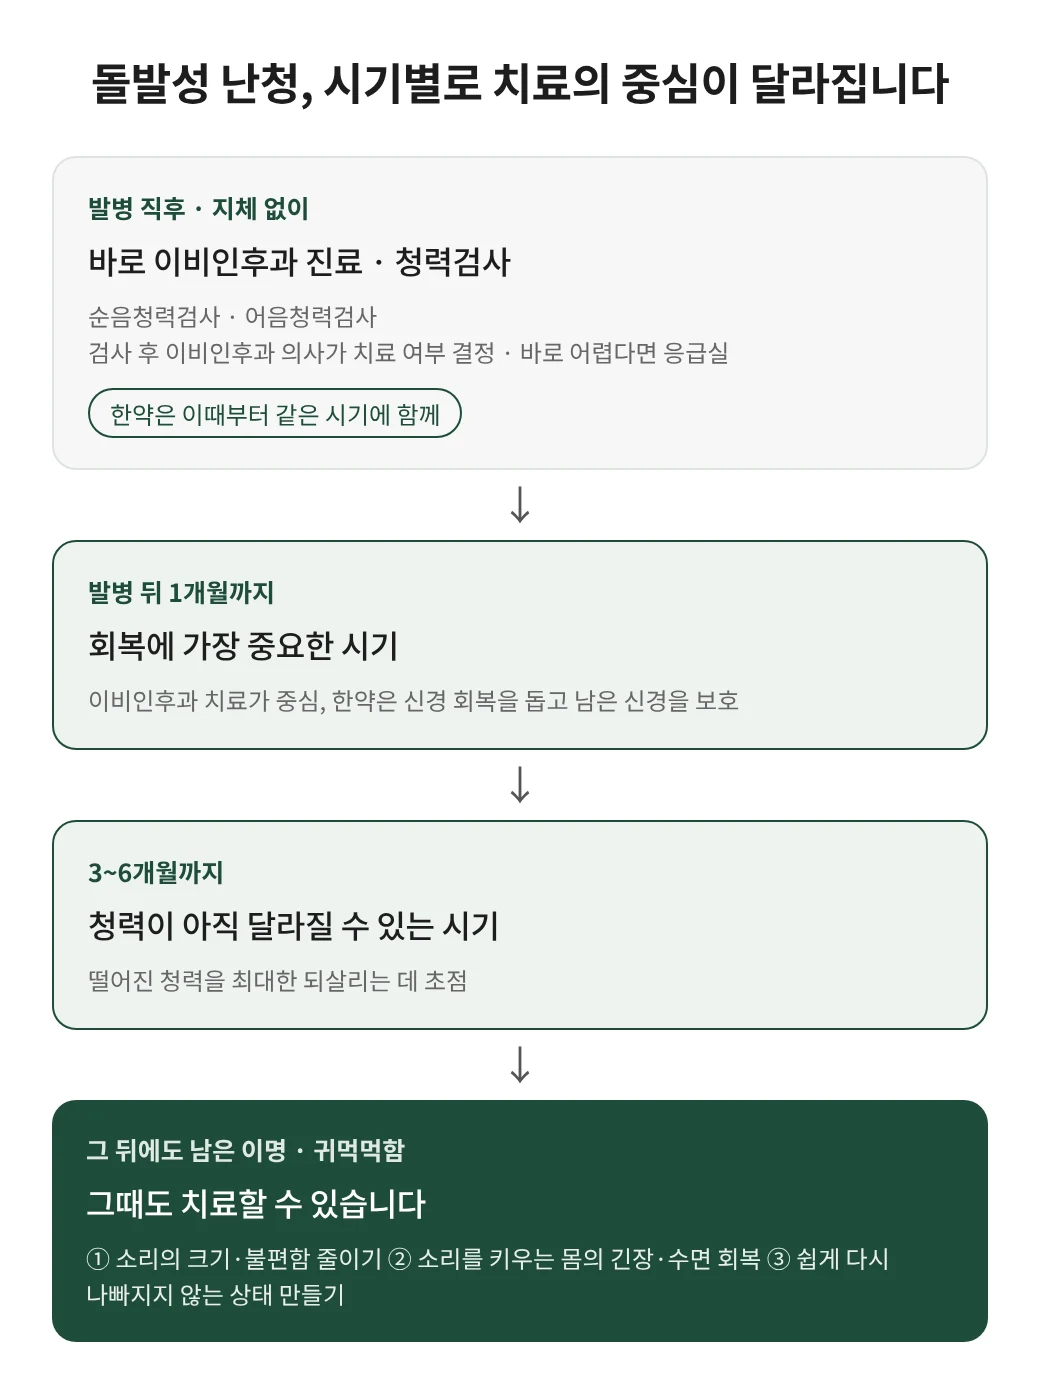 돌발성 난청, 시기별로 치료의 중심이 달라집니다
발병 직후 · 지체 없이
바로 이비인후과 진료 · 청력검사
순음청력검사 · 어음청력검사
검사 후 이비인후과 의사가 치료 여부 결정 · 바로 어렵다면 응급실
한약은 이때부터 같은 시기에 함께
↓
발병 뒤 1개월까지
회복에 가장 중요한 시기
이비인후과 치료가 중심, 한약은 신경 회복을 돕고 남은 신경을 보호
↓
3~6개월까지
청력이 아직 달라질 수 있는 시기
떨어진 청력을 최대한 되살리는 데 초점
↓
그 뒤에도 남은 이명 · 귀먹먹함
그때도 치료할 수 있습니다
① 소리의 크기·불편함 줄이기 ② 소리를 키우는 몸의 긴장·수면 회복 ③ 쉽게 다시
나빠지지 않는 상태 만들기